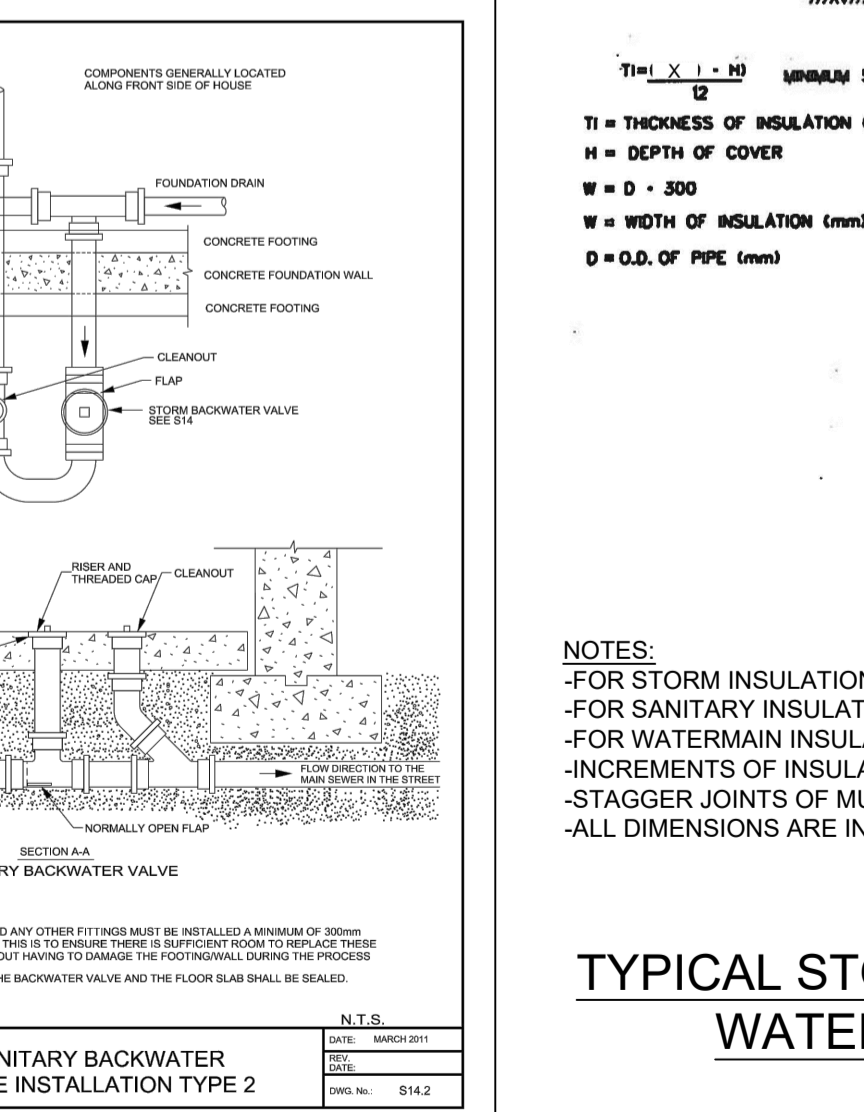 COMPONENTS GENERALLY LOCATED
ALONG FRONT SIDE OF HOUSE
FOUNDATION DRAIN
CONCRETE FOOTING
CONCRETE FOUNDATION WALL
CONCRETE FOOTING
CLEANOUT
FLAP
STORM BACKWATER VALVE
SEE S14
RISER AND
THREADED CAP
CLEANOUT
FLOW DIRECTION TO THE
MAIN SEWER IN THE STREET
NORMALLY OPEN FLAP
SECTION A-A
RY BACKWATER VALVE
D ANY OTHER FITTINGS MUST BE INSTALLED A MINIMUM OF 300mm
THIS IS TO ENSURE THERE IS SUFFICIENT ROOM TO REPLACE THESE
OUT HAVING TO DAMAGE THE FOOTING/WALL DURING THE PROCESS
HE BACKWATER VALVE AND THE FLOOR SLAB SHALL BE SEALED.
N.T.S.
NITARY BACKWATER
E INSTALLATION TYPE 2
DATE: MARCH 2011
REV.
DATE:
DWG. No.: S14.2
TI=( X ) - H)
12
MINIMUM
TI = THICKNESS OF INSULATION (
H = DEPTH OF COVER
W = D + 300
W = WIDTH OF INSULATION (mm)
D = O.D. OF PIPE (mm)
NOTES:
-FOR STORM INSULATION
-FOR SANITARY INSULAT
-FOR WATERMAIN INSULA
-INCREMENTS OF INSULA
-STAGGER JOINTS OF MU
-ALL DIMENSIONS ARE IN
TYPICAL STO
WATER